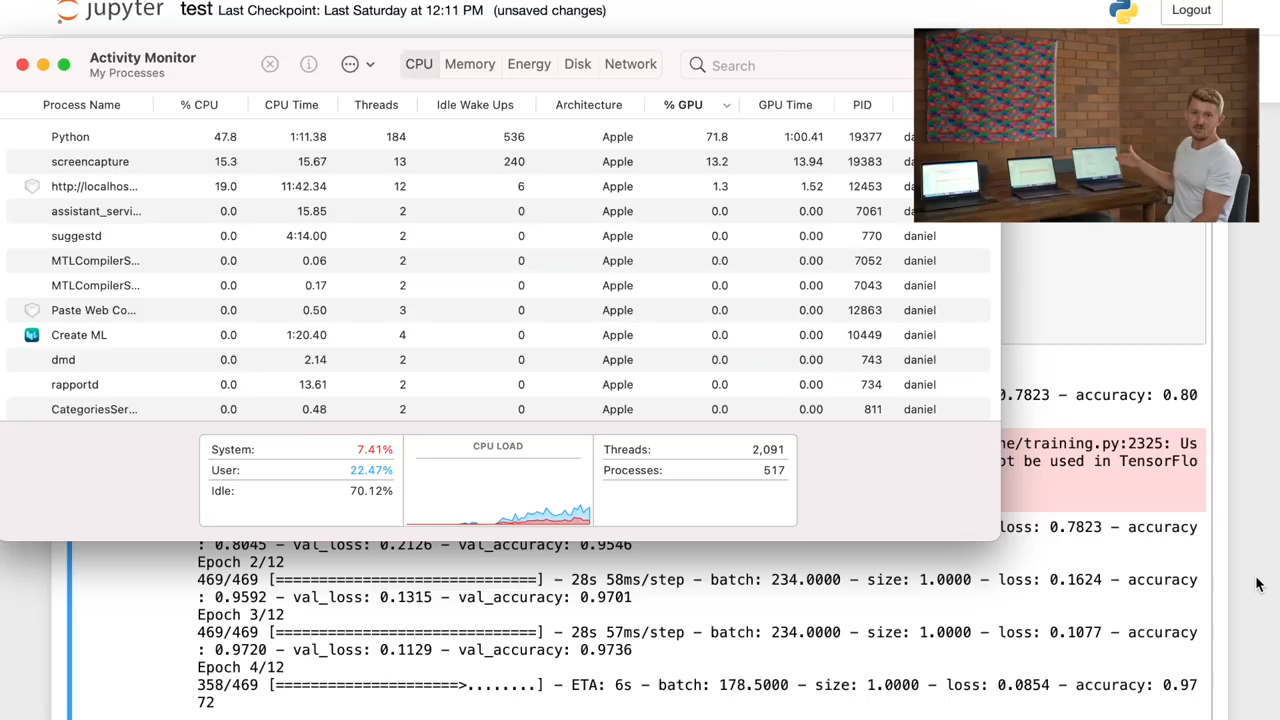 jupyter test Last Checkpoint: Last Saturday at 12:11 PM (unsaved changes)
Logout
Activity Monitor
My Processes
CPU Memory Energy Disk Network
Search
Process Name % CPU CPU Time Threads Idle Wake Ups Architecture % GPU GPU Time PID
Python 47.8 1:11.38 184 536 Apple 71.8 1:00.41 19377 da
screencapture 15.3 15.67 13 240 Apple 13.2 13.94 19383 da
http://localhos... 19.0 11:42.34 12 6 Apple 1.3 1.52 12453 da
assistant_servi... 0.0 15.85 2 0 Apple 0.0 0.00 7061 da
suggestd 0.0 4:14.00 2 0 Apple 0.0 0.00 770 daniel
MTLCompilerS... 0.0 0.06 2 0 Apple 0.0 0.00 7052 daniel
MTLCompilerS... 0.0 0.17 2 0 Apple 0.0 0.00 7043 daniel
Paste Web Co... 0.0 0.50 3 0 Apple 0.0 0.00 12863 daniel
Create ML 0.0 1:20.40 4 0 Apple 0.0 0.00 10449 daniel
dmd 0.0 2.14 2 0 Apple 0.0 0.00 743 daniel
rapportd 0.0 13.61 2 0 Apple 0.0 0.00 734 daniel
CategoriesSer... 0.0 0.48 2 0 Apple 0.0 0.00 811 daniel
System: 7.41%
User: 22.47%
Idle: 70.12%
CPU LOAD
Threads: 2,091
Processes: 517
0.7823 - accuracy: 0.80
ne/training.py:2325: Us
ot be used in TensorFlo
loss: 0.7823 - accuracy
: 0.8045 - val_loss: 0.2126 - val_accuracy: 0.9546
Epoch 2/12
469/469 [==============================] - 28s 58ms/step - batch: 234.0000 - size: 1.0000 - loss: 0.1624 - accuracy
: 0.9592 - val_loss: 0.1315 - val_accuracy: 0.9701
Epoch 3/12
469/469 [==============================] - 28s 57ms/step - batch: 234.0000 - size: 1.0000 - loss: 0.1077 - accuracy
: 0.9720 - val_loss: 0.1129 - val_accuracy: 0.9736
Epoch 4/12
358/469 [=====================>........] - ETA: 6s - batch: 178.5000 - size: 1.0000 - loss: 0.0854 - accuracy: 0.97
72